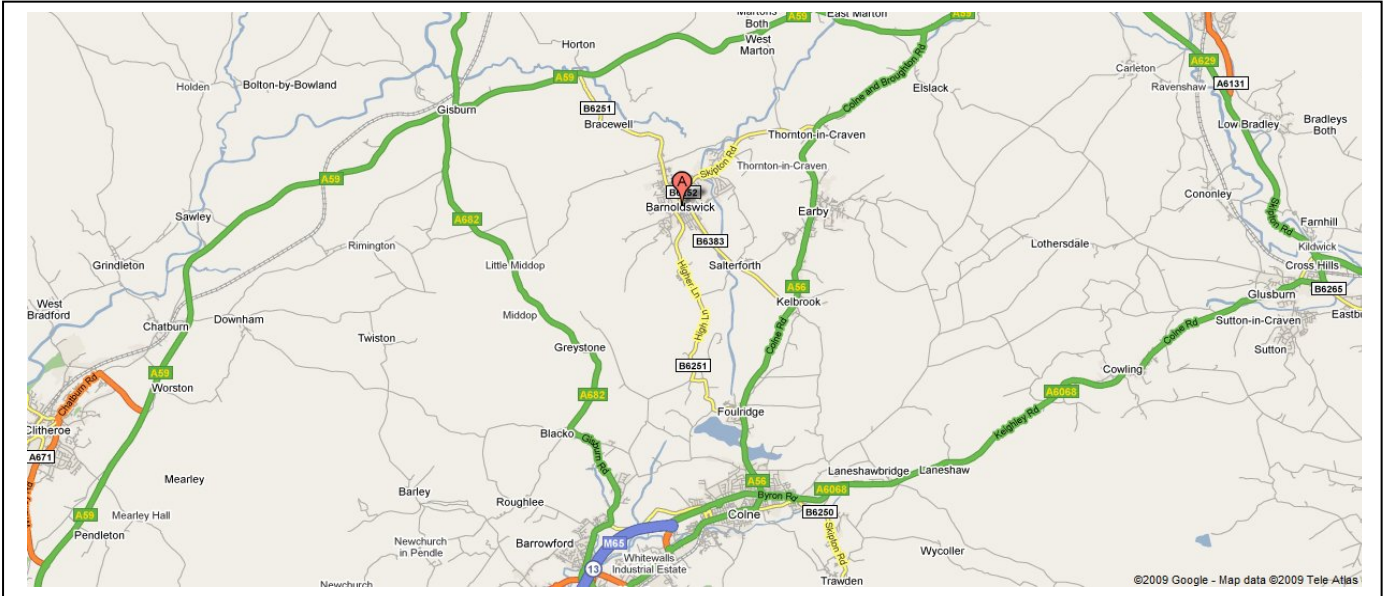 Martons
Both
A59
East Marton
A59
West
Marton
Horton
A59
Holden
Bolton-by-Bowland
Gisburn
B6251
Bracewell
Colne and Broughton Rd
Elslack
Carleton
A629
Ravenshaw
A6131
Low Bradley
Bradleys
Both
Thornton-in-Craven
Skipton Rd
Thornton-in-Craven
A59
A
Barnoldswick
Earby
Cononley
Skipton Rd
Farnhill
Kildwick
Sawley
A682
Rimington
B6383
Lothersdale
Grindleton
Little Middop
Higher Ln
Salterforth
Cross Hills
B6265
A56
Kelbrook
Glusburn
West
Bradford
Chatburn
Downham
Middop
High Ln
Colne Rd
Colne Rd
Sutton-in-Craven
Sutton
Twiston
Greystone
B6251
Cowling
A59
Worston
Chatburn Rd
A682
A6068
Keighley Rd
Foulridge
Clitheroe
A671
Blacko
Gisburn Rd
Mearley
Laneshawbridge
Laneshaw
A56
Byron Rd
A6068
Barley
Roughlee
Colne
B6250
A59
Mearley Hall
Pendleton
Skipton Rd
Newchurch
in Pendle
Barrowford
M65
Whitewalls
Industrial Estate
Wycoller
13
Newchurch
Trawden
©2009 Google - Map data ©2009 Tele Atlas